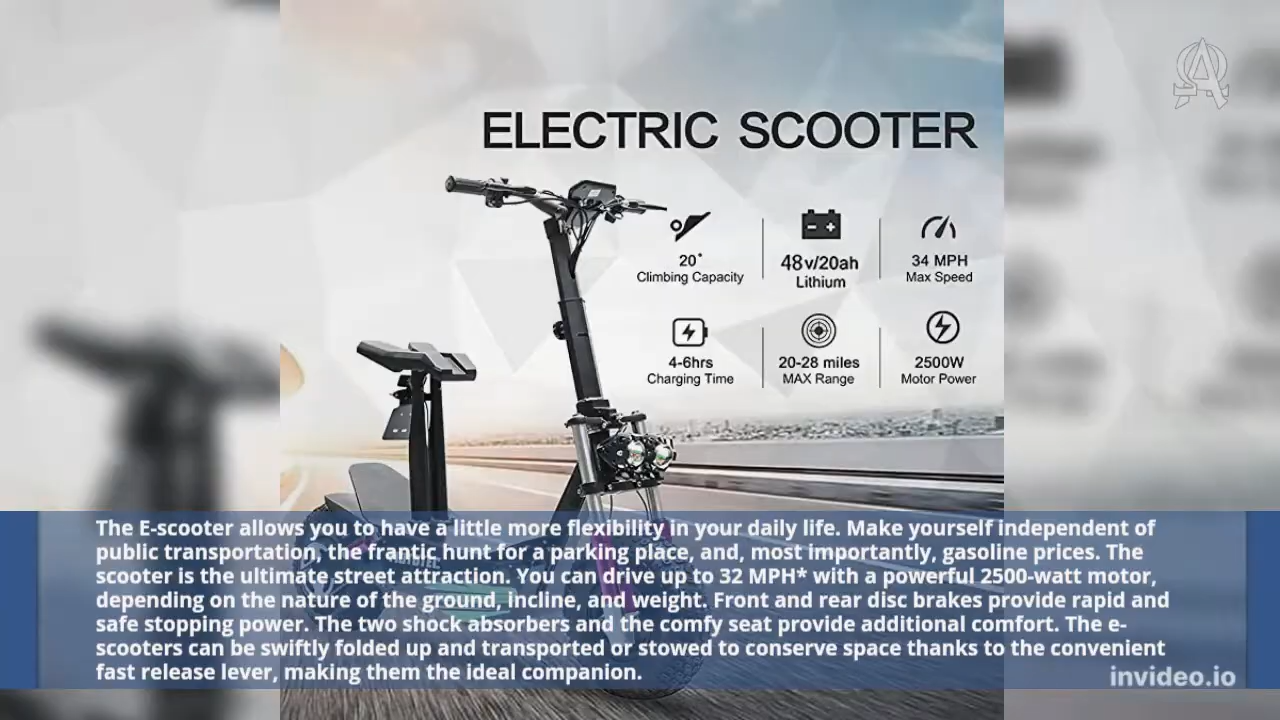 ELECTRIC SCOOTER
20°
Climbing Capacity
48v/20ah
Lithium
34 MPH
Max Speed
4-6hrs
Charging Time
20-28 miles
MAX Range
2500W
Motor Power
The E-scooter allows you to have a little more flexibility in your daily life. Make yourself independent of
public transportation, the frantic hunt for a parking place, and, most importantly, gasoline prices. The
scooter is the ultimate street attraction. You can drive up to 32 MPH* with a powerful 2500-watt motor,
depending on the nature of the ground, incline, and weight. Front and rear disc brakes provide rapid and
safe stopping power. The two shock absorbers and the comfy seat provide additional comfort. The e-
scooters can be swiftly folded up and transported or stowed to conserve space thanks to the convenient
fast release lever, making them the ideal companion.
invideo.io